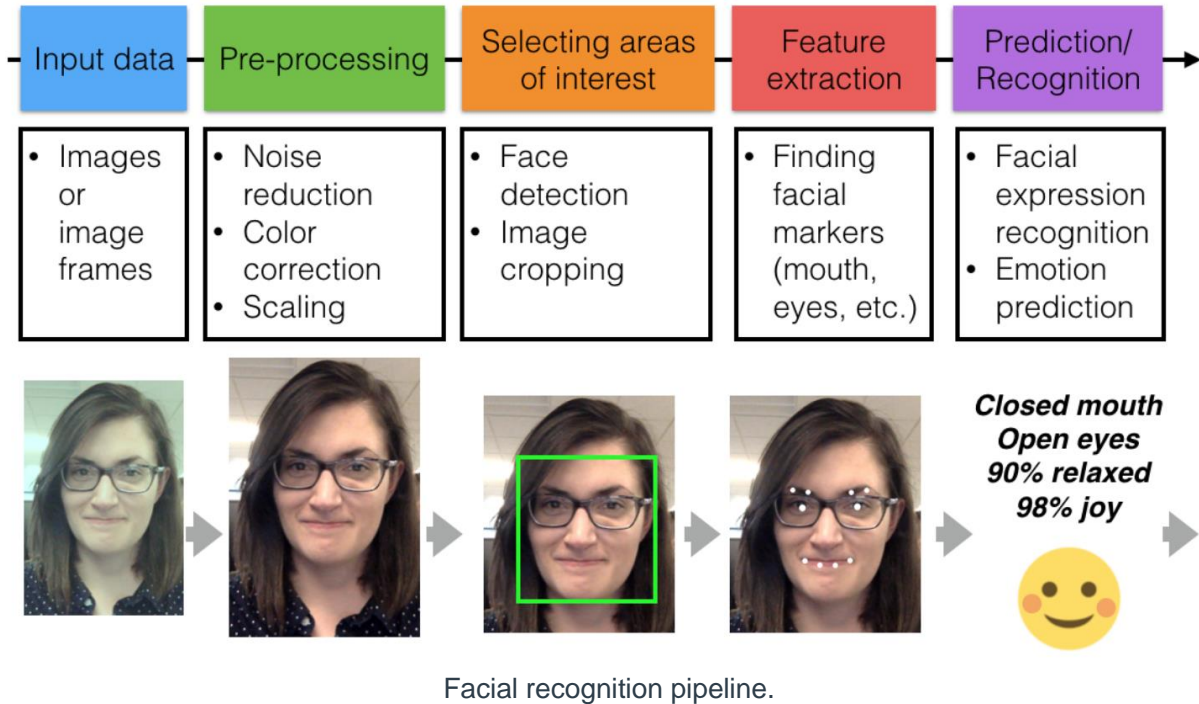 Input data
Pre-processing
Selecting areas
of interest
Feature
extraction
Prediction/
Recognition
• Images
or
image
frames
• Noise
reduction
• Color
correction
• Scaling
• Face
detection
• Image
cropping
• Finding
facial
markers
(mouth,
eyes, etc.)
• Facial
expression
recognition
• Emotion
prediction
Closed mouth
Open eyes
90% relaxed
98% joy
Facial recognition pipeline.